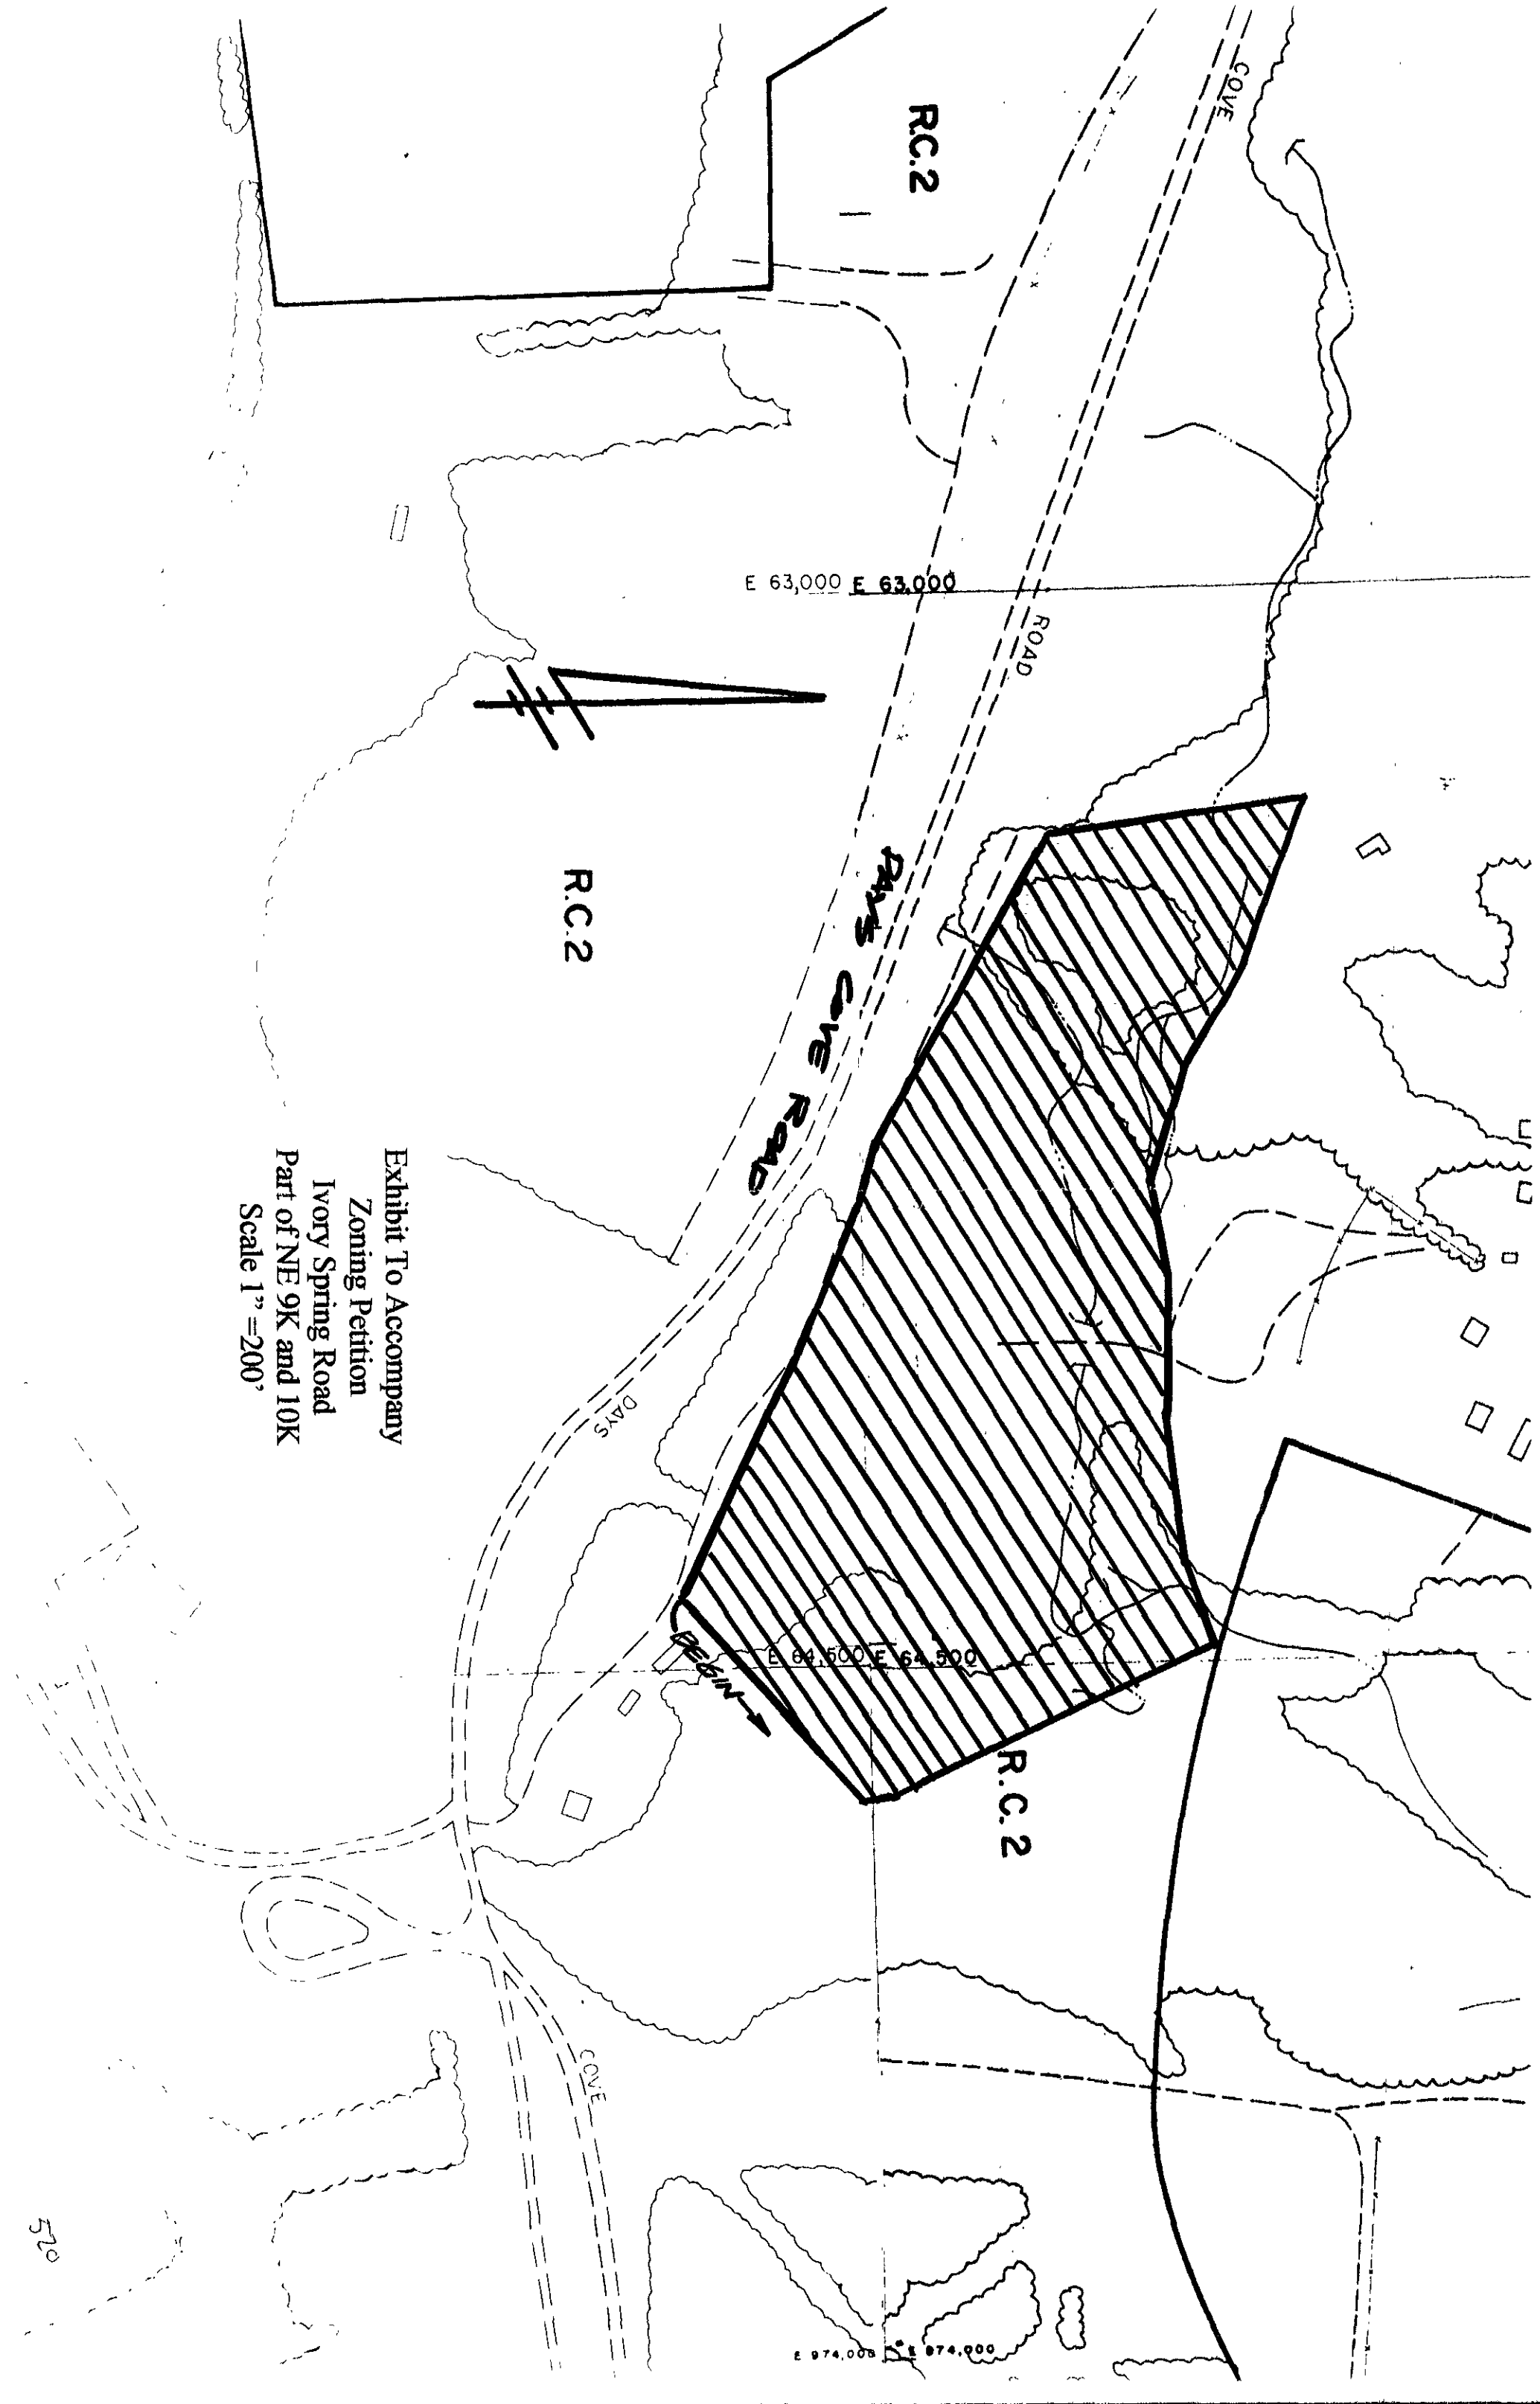 COVE
R.C.2
E 63,000 E 63,000
ROAD
R.C.2
DAYS COVE ROAD
Exhibit To Accompany
Zoning Petition
Ivory Spring Road
Part of NE 9K and 10K
Scale 1” =200’
DAYS
BEGIN
E 64,500 E 64,500
R.C.2
COVE
520
E 974,000 E 974,000